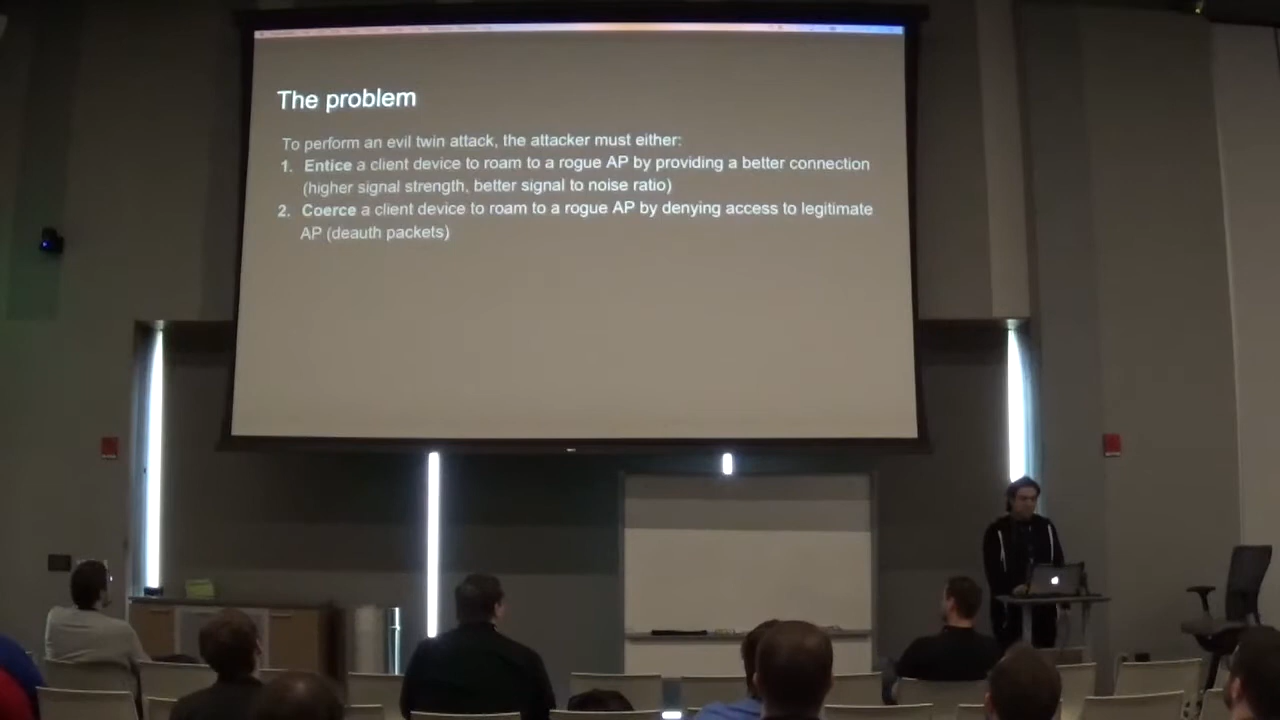 The problem
To perform an evil twin attack, the attacker must either:
1. Entice a client device to roam to a rogue AP by providing a better connection
(higher signal strength, better signal to noise ratio)
2. Coerce a client device to roam to a rogue AP by denying access to legitimate
AP (deauth packets)